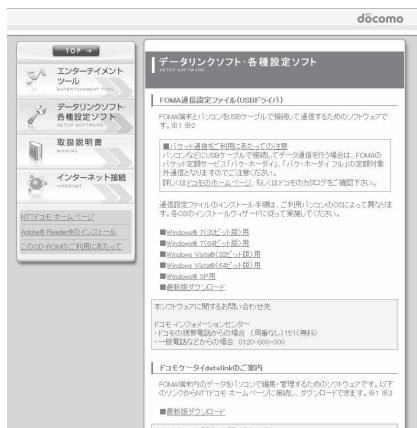 döcomo
TOP
エンターテイメント
ツール
ENTERTAINMENT TOOL
データリンクソフト・
各種設定ソフト
SETUP SOFTWARE
取扱説明書
MANUAL
インターネット接続
INTERNET
NTTドコモ ホームページ
Adobe® Reader®のインストール
このCD-ROMのご利用にあたって
データリンクソフト・各種設定ソフト
SETUP SOFTWARE
FOMA通信設定ファイル(USBドライバ)
FOMA端末とパソコンをUSBケーブルで接続して通信するためのソフトウェアで
す。※1 ※2
■パケット通信をご利用にあたっての注意
パソコンなどにUSBケーブルで接続してデータ通信を行う場合は、FOMAの
パケット定額サービス「パケ・ホーダイ」、「パケ・ホーダイ フル」の定額対象
外通信となりますのでご注意ください。
詳しくはドコモのホームページ、もしくはドコモのカタログをご確認下さい。
通信設定ファイルのインストール手順は、ご利用パソコンのOSによって異なりま
す。各OSのインストールウィザードに従って実施してください。
■Windows® 7(32ビット版)用
■Windows® 7(64ビット版)用
■Windows Vista®(32ビット版)用
■Windows Vista®(64ビット版)用
■Windows® XP用
■最新版ダウンロード
本ソフトウェアに関するお問い合わせ先
ドコモ インフォメーションセンター
・ドコモの携帯電話からの場合 (局番なし)151(無料)
・一般電話などからの場合 0120-800-000
ドコモケータイdatalinkのご案内
FOMA端末内のデータをパソコンで編集・管理するためのソフトウェアです。以下
のリンクからNTTドコモ ホームページに接続し、ダウンロードできます。※1 ※3
■最新版ダウンロード